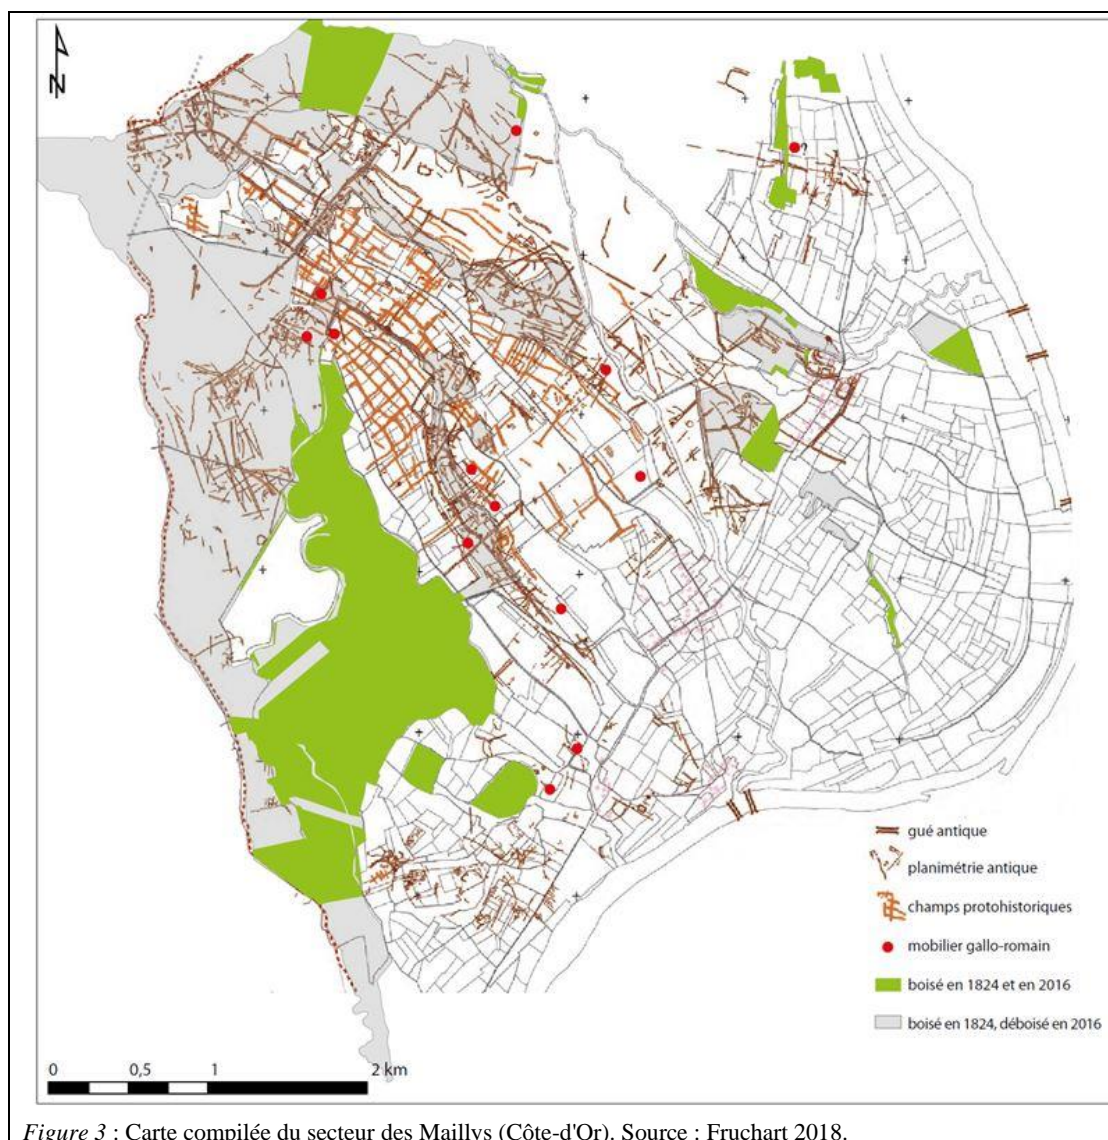 N
?
gué antique
planimétrie antique
champs protohistoriques
mobilier gallo-romain
boisé en 1824 et en 2016
boisé en 1824, déboisé en 2016
0 0,5 1 2 km
Figure 3 : Carte compilée du secteur des Maillys (Côte-d'Or). Source : Fruchart 2018.